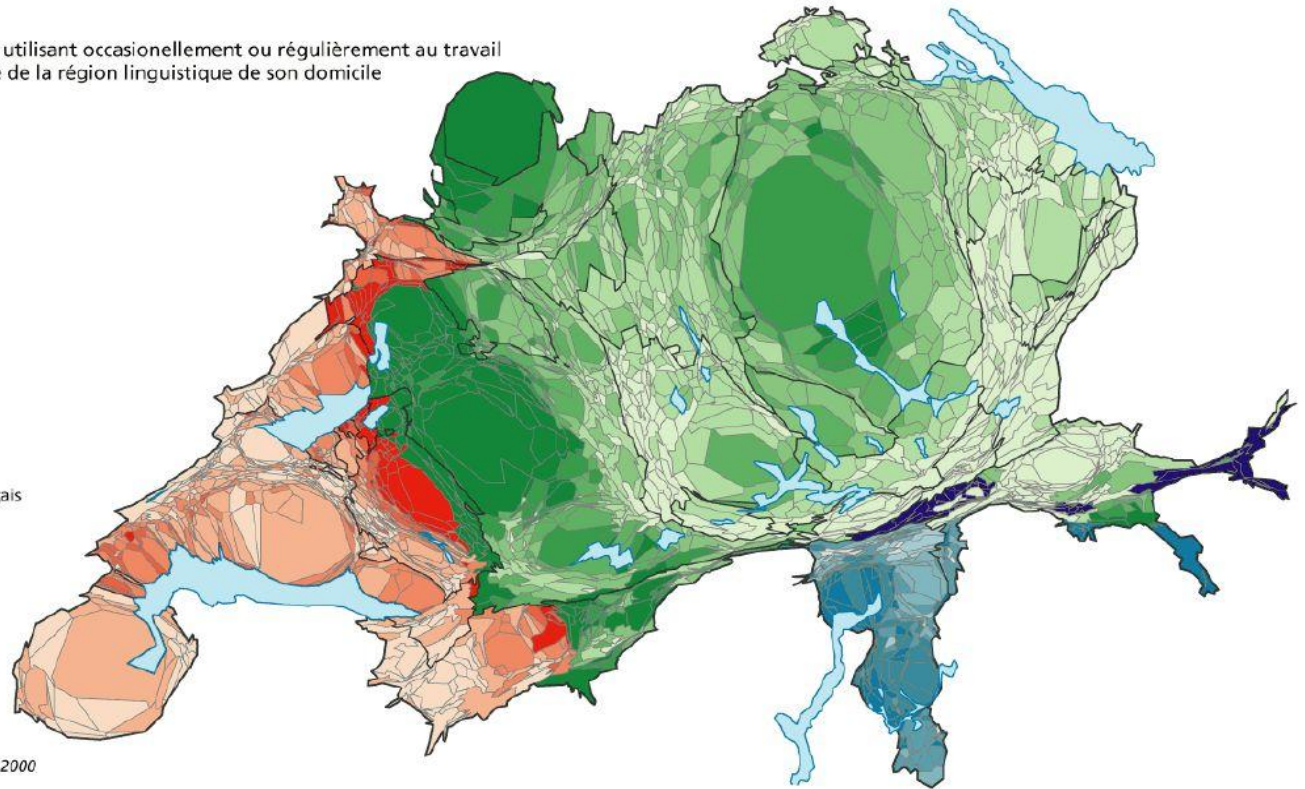 utilisant occasionellement ou régulièrement au travail
de la région linguistique de son domicile
ais
2000